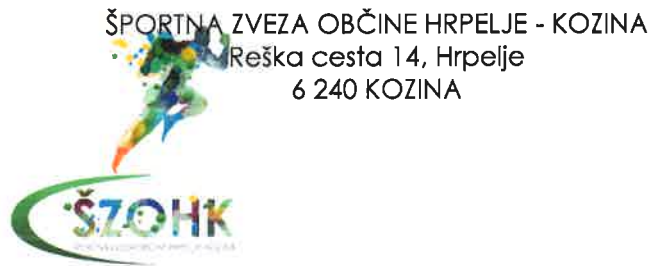 ŠPORTNA ZVEZA OBČINE HRPELJE - KOZINA
Reška cesta 14, Hrpelje
6 240 KOZINA
ŠZOHK